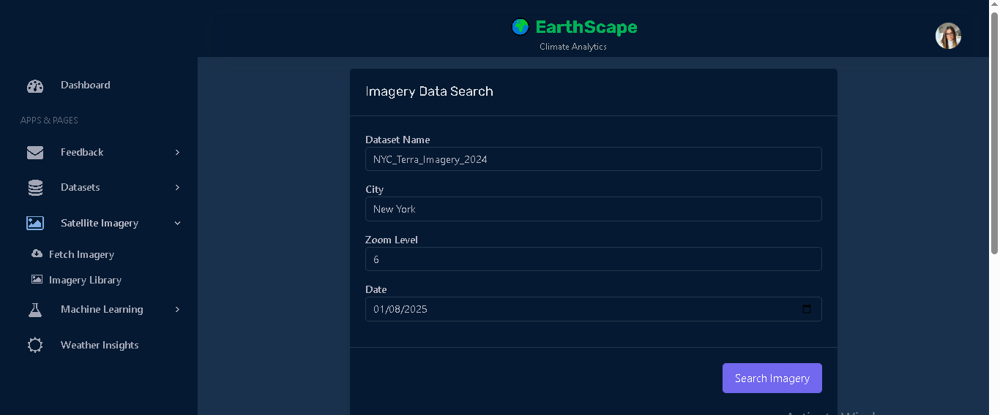 EarthScape
Climate Analytics
Dashboard
APPS & PAGES
Feedback
Datasets
Satellite Imagery
Fetch Imagery
Imagery Library
Machine Learning
Weather Insights
Imagery Data Search
Dataset Name
NYC_Terra_Imagery_2024
City
New York
Zoom Level
6
Date
01/08/2025
Search Imagery